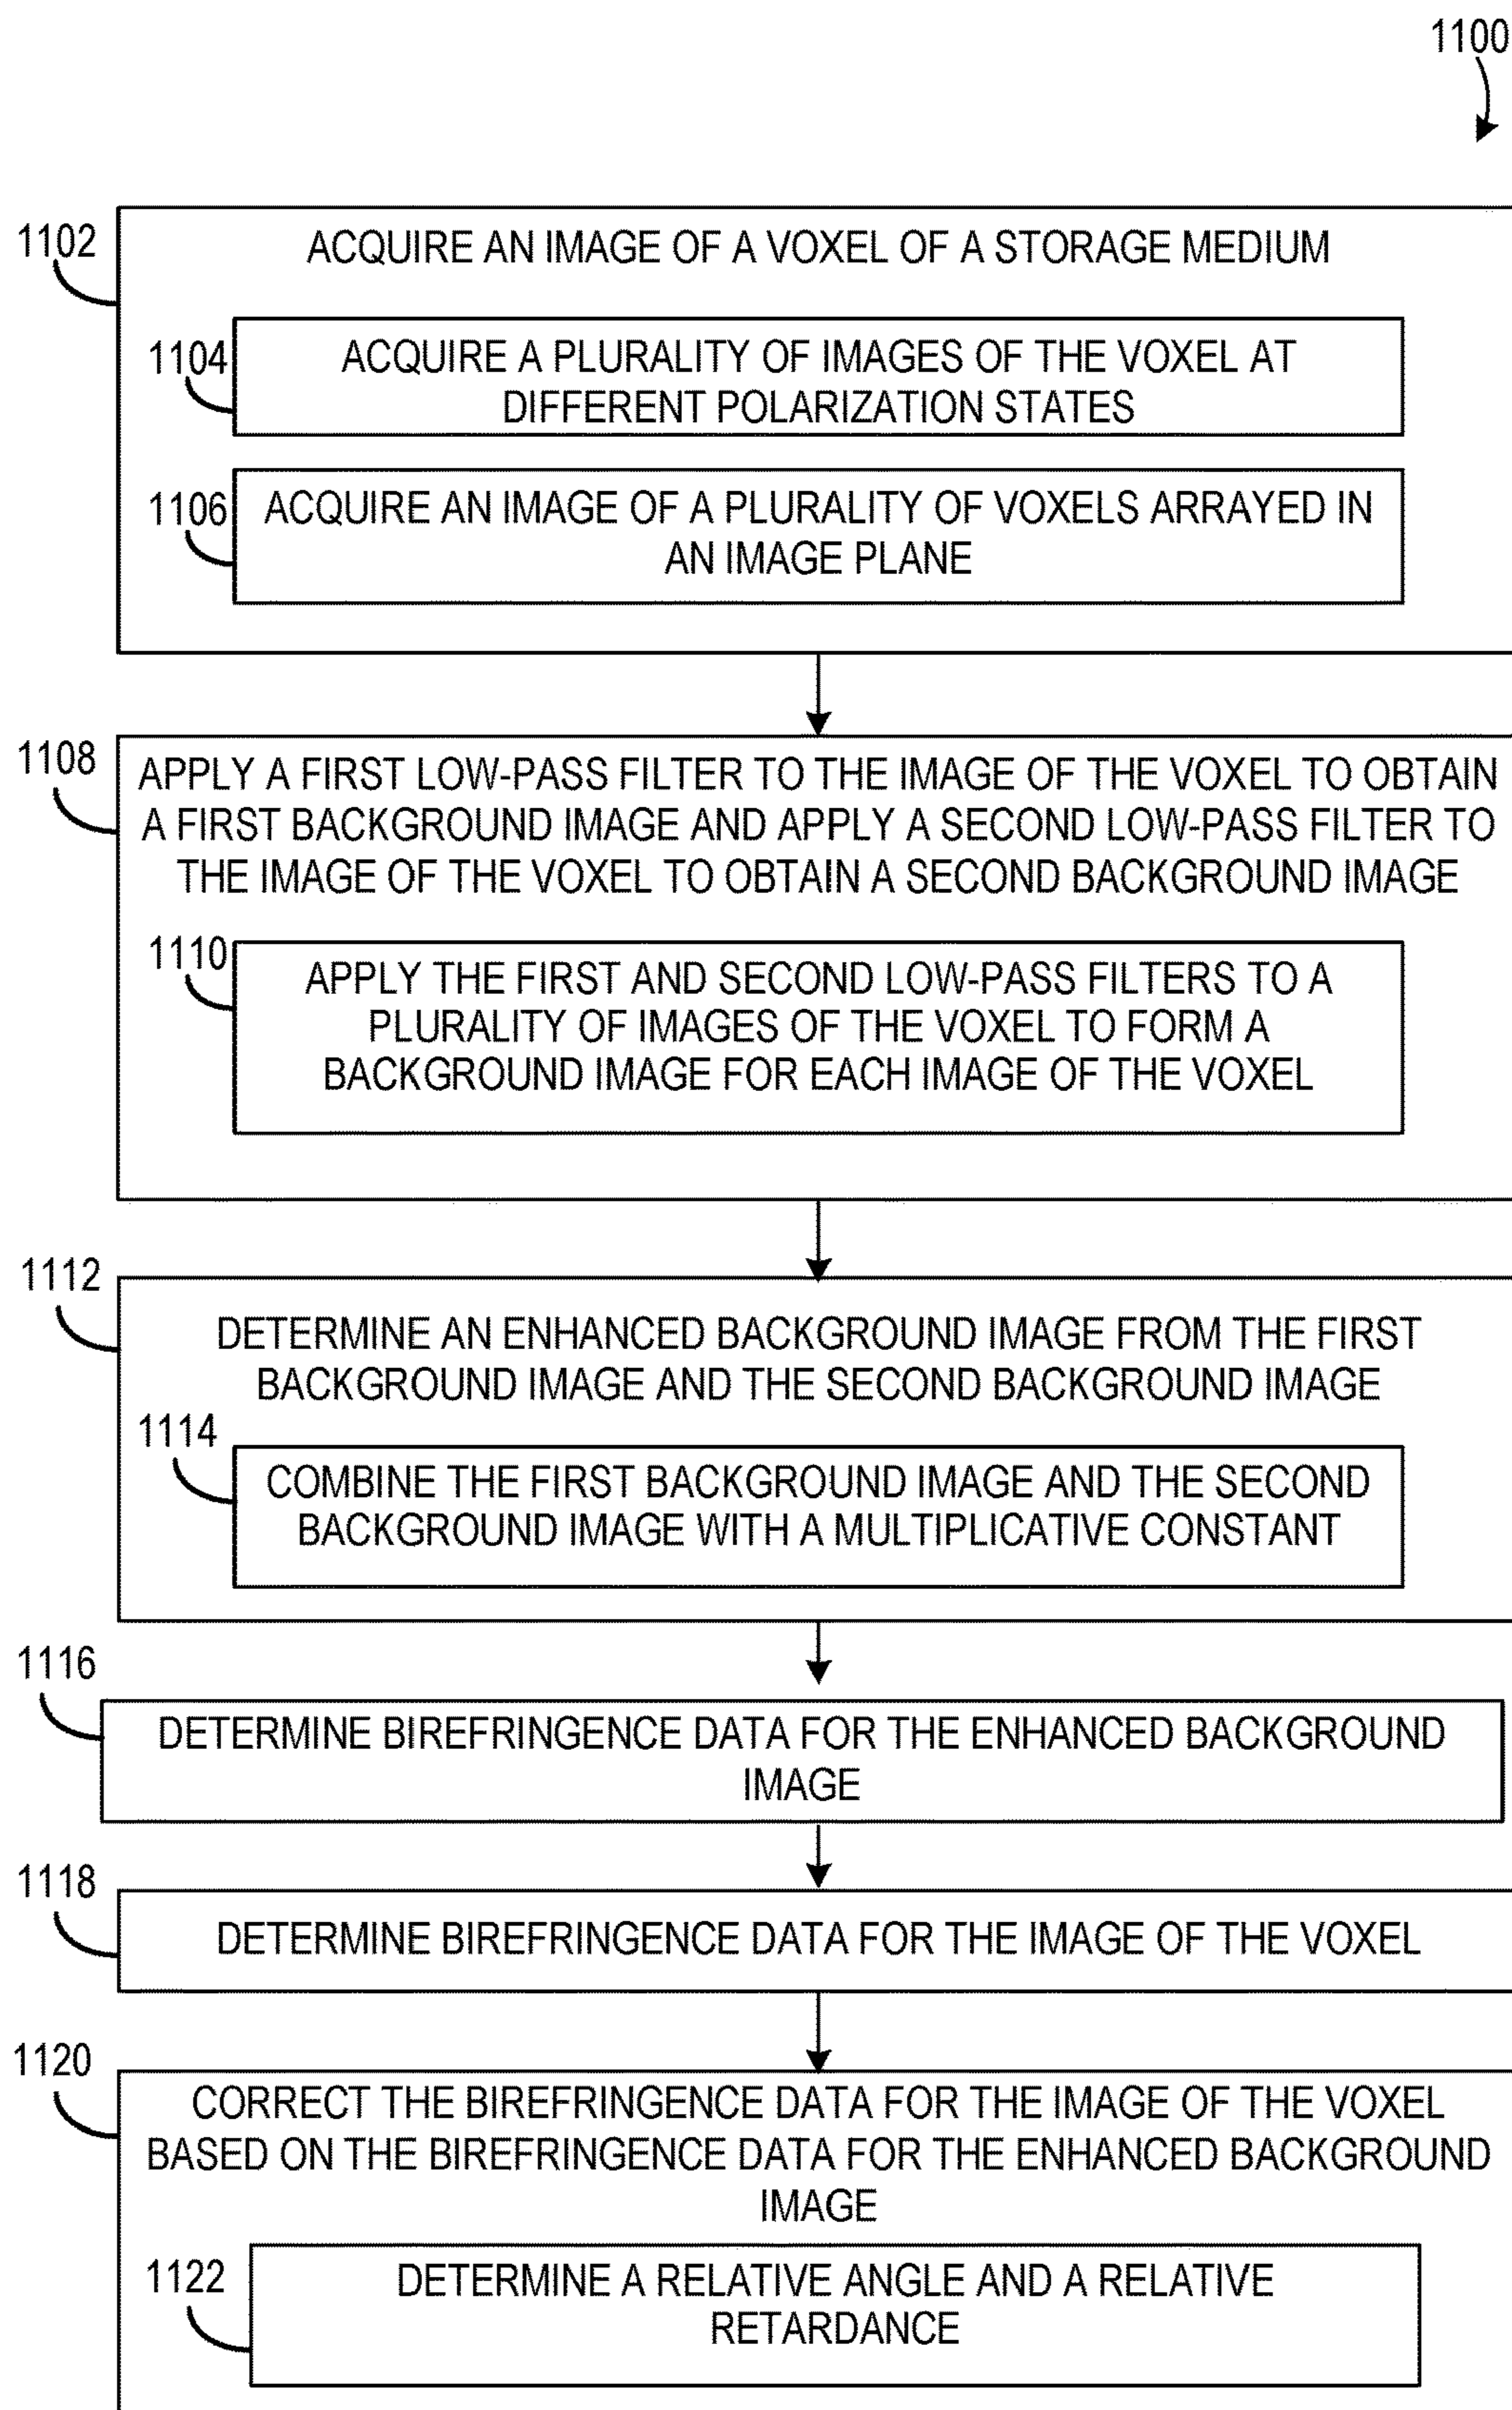 1100
1102
ACQUIRE AN IMAGE OF A VOXEL OF A STORAGE MEDIUM
1104
ACQUIRE A PLURALITY OF IMAGES OF THE VOXEL AT
DIFFERENT POLARIZATION STATES
1106
ACQUIRE AN IMAGE OF A PLURALITY OF VOXELS ARRAYED IN
AN IMAGE PLANE
1108
APPLY A FIRST LOW-PASS FILTER TO THE IMAGE OF THE VOXEL TO OBTAIN
A FIRST BACKGROUND IMAGE AND APPLY A SECOND LOW-PASS FILTER TO
THE IMAGE OF THE VOXEL TO OBTAIN A SECOND BACKGROUND IMAGE
1110
APPLY THE FIRST AND SECOND LOW-PASS FILTERS TO A
PLURALITY OF IMAGES OF THE VOXEL TO FORM A
BACKGROUND IMAGE FOR EACH IMAGE OF THE VOXEL
1112
DETERMINE AN ENHANCED BACKGROUND IMAGE FROM THE FIRST
BACKGROUND IMAGE AND THE SECOND BACKGROUND IMAGE
1114
COMBINE THE FIRST BACKGROUND IMAGE AND THE SECOND
BACKGROUND IMAGE WITH A MULTIPLICATIVE CONSTANT
1116
DETERMINE BIREFRINGENCE DATA FOR THE ENHANCED BACKGROUND
IMAGE
1118
DETERMINE BIREFRINGENCE DATA FOR THE IMAGE OF THE VOXEL
1120
CORRECT THE BIREFRINGENCE DATA FOR THE IMAGE OF THE VOXEL
BASED ON THE BIREFRINGENCE DATA FOR THE ENHANCED BACKGROUND
IMAGE
1122
DETERMINE A RELATIVE ANGLE AND A RELATIVE
RETARDANCE